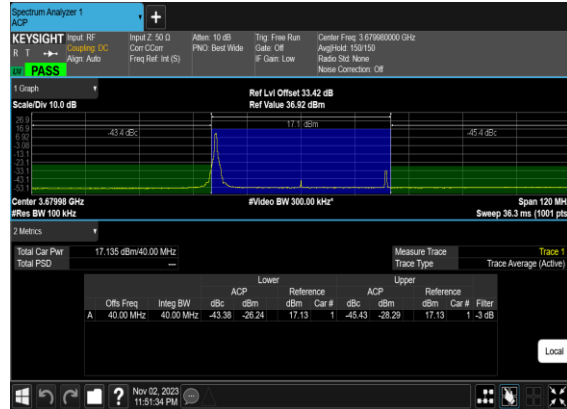 Spectrum Analyzer 1
ACP
+
KEYSIGHT Input: RF Input Z: 50 Ω Atten: 10 dB Trig: Free Run Center Freq: 3.679980000 GHz
R T Coupling: DC Corr CCorr PNO: Best Wide Gate: Off Avg|Hold: 150/150
Align: Auto Freq Ref: Int (S) IF Gain: Low Radio Std: None
PASS Noise Correction: Off
1 Graph Ref Lvl Offset 33.42 dB
Scale/Div 10.0 dB Ref Value 36.92 dBm
26.9
16.9 17.1 dBm
6.92 -43.4 dBc -45.4 dBc
-3.08
-13.1
-23.1
-33.1
-43.1
-53.1
Center 3.67998 GHz #Video BW 300.00 kHz* Span 120 MH
#Res BW 100 kHz Sweep 36.3 ms (1001 pts
2 Metrics
Total Car Pwr 17.135 dBm/40.00 MHz Measure Trace Trace 1
Total PSD --- Trace Type Trace Average (Active)
Lower Upper
ACP Reference ACP Reference
Offs Freq Integ BW dBc dBm dBm Car # dBc dBm dBm Car # Filter
A 40.00 MHz 40.00 MHz -43.38 -26.24 17.13 1 -45.43 -28.29 17.13 1 -3 dB
Local
? Nov 02, 2023
11:51:34 PM